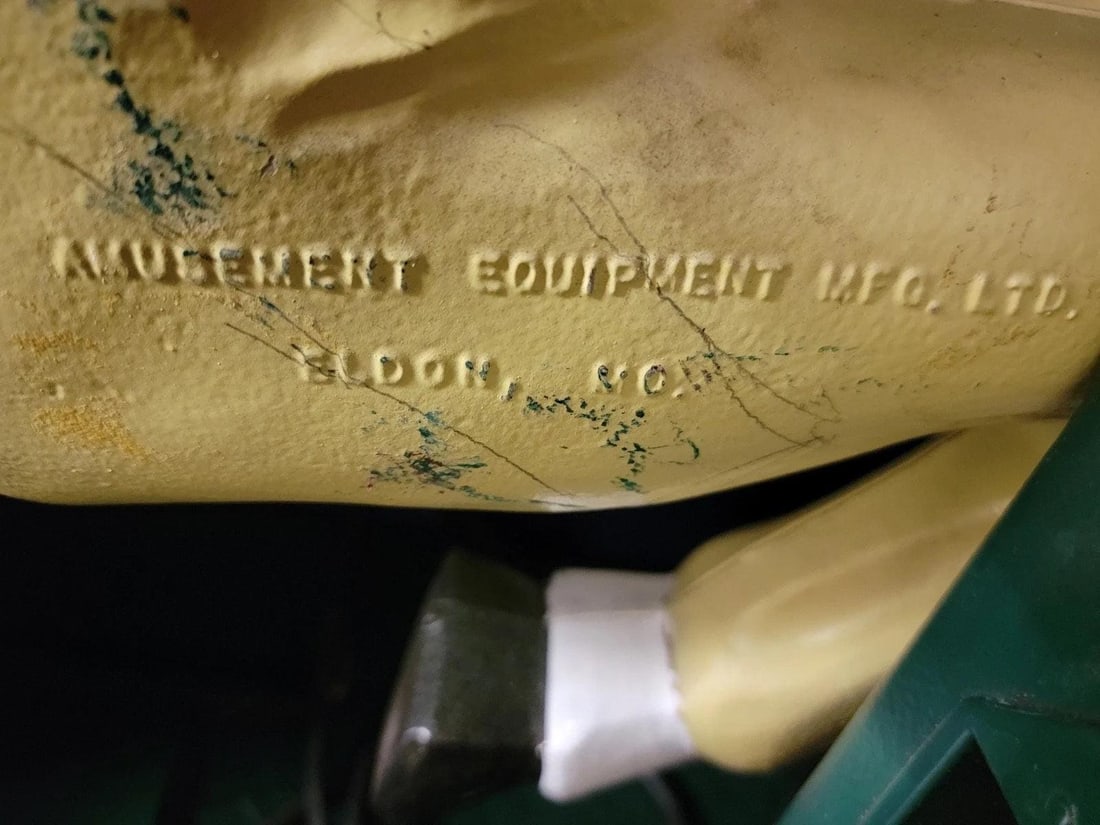 AMUSEMENT EQUIPMENT MFG. LTD.
ELDON, MO.